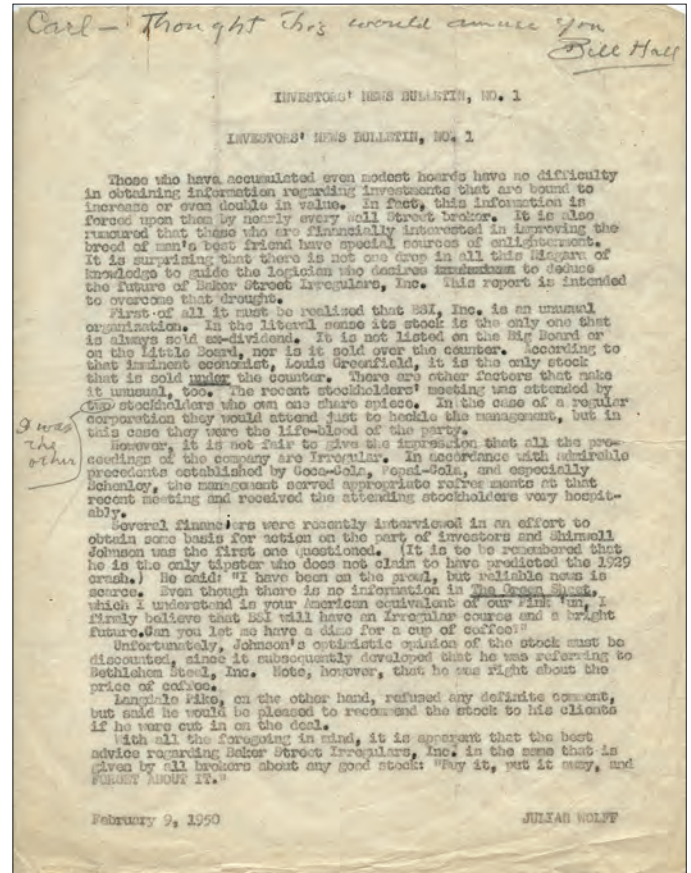 Carl — Thought this would amuse you
Bill Hall
INVESTORS' NEWS BULLETIN, NO. 1
INVESTORS' NEWS BULLETIN, NO. 1
Those who have accumulated even modest hoards have no difficulty
in obtaining information regarding investments that are bound to
increase or even double in value. In fact, this information is
forced upon them by nearly every Wall Street broker. It is also
rumoured that those who are financially interested in improving the
breed of man's best friend have special sources of enlightenment.
It is surprising that there is not one drop in all this Niagara of
knowledge to guide the logician who desires to deduce
the future of Baker Street Irregulars, Inc. This report is intended
to overcome that drought.
First of all it must be realized that BSI, Inc. is an unusual
organization. In the literal sense its stock is the only one that
is always sold ex-dividend. It is not listed on the Big Board or
on the Little Board, nor is it sold over the counter. According to
that imminent economist, Louis Greenfield, it is the only stock
that is sold under the counter. There are other factors that make
it unusual, too. The recent stockholders' meeting was attended by
two stockholders who own one share apiece. In the case of a regular
I was
the
other
corporation they would attend just to heckle the management, but in
this case they were the life-blood of the party.
However, it is not fair to give the impression that all the pro-
ceedings of the company are Irregular. In accordance with admirable
precedents established by Coca-Cola, Pepsi-Cola, and especially
Schenley, the management served appropriate refreshments at that
recent meeting and received the attending stockholders very hospit-
ably.
Several financiers were recently interviewed in an effort to
obtain some basis for action on the part of investors and Shinwell
Johnson was the first one questioned. (It is to be remembered that
he is the only tipster who does not claim to have predicted the 1929
crash.) He said: "I have been on the prowl, but reliable news is
scarce. Even though there is no information in The Green Sheet,
which I understand is your American equivalent of our Pink 'un, I
firmly believe that BSI will have an Irregular course and a bright
future.Can you let me have a dime for a cup of coffee?"
Unfortunately, Johnson's optimistic opinion of the stock must be
discounted, since it subsequently developed that he was referring to
Bethlehem Steel, Inc. Note, however, that he was right about the
price of coffee.
Langdale Pike, on the other hand, refused any definite comment,
but said he would be pleased to recommend the stock to his clients
if he were cut in on the deal.
With all the foregoing in mind, it is apparent that the best
advice regarding Baker Street Irregulars, Inc. is the same that is
given by all brokers about any good stock: "Buy it, put it away, and
FORGET ABOUT IT."
February 9, 1950 JULIAN WOLFF